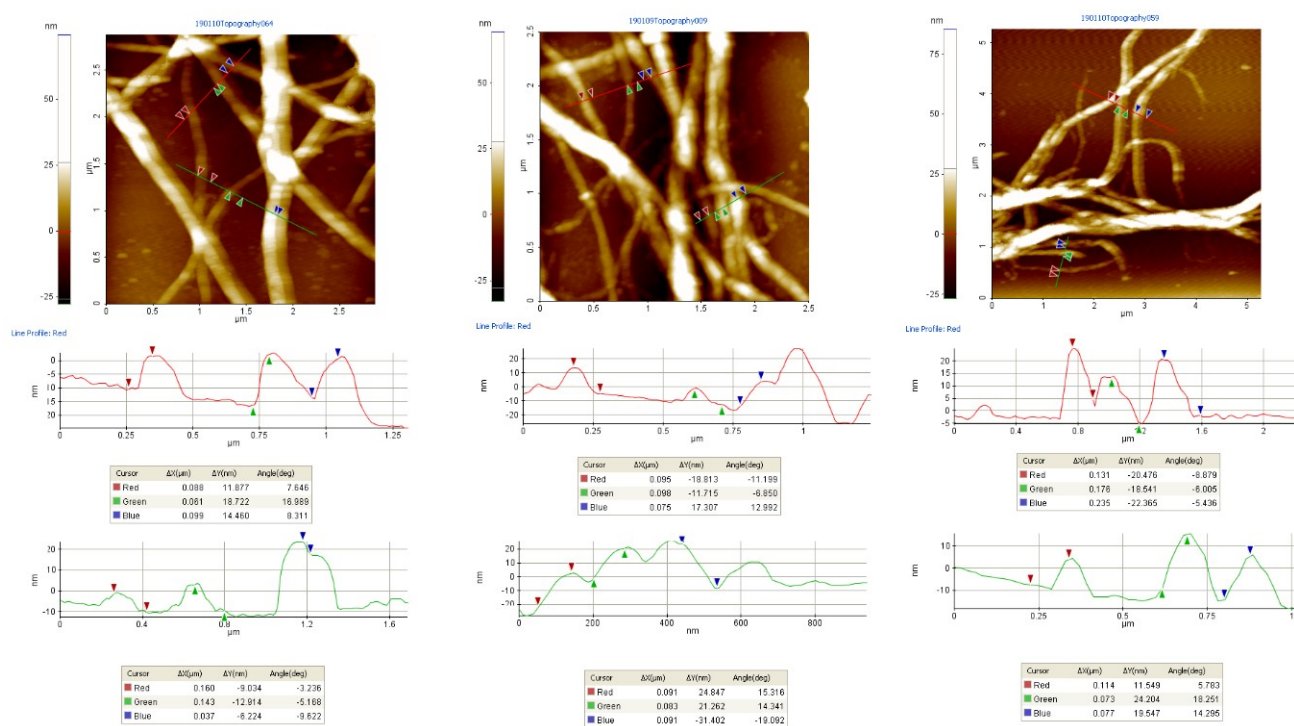 nm
190110Topography064
50
25
0
-25
2.5
2
1.5
µm
1
0.5
0
0
0.5
1
1.5
2
2.5
µm
Line Profile: Red
nm
0
-5
10
15
20
0
0.25
0.5
0.75
1
1.25
µm
Cursor ΔX(µm) ΔY(nm) Angle(deg)
Red 0.088 11.877 7.646
Green 0.061 18.722 16.989
Blue 0.099 14.460 8.311
nm
20
10
0
-10
0
0.4
0.8
1.2
1.6
µm
Cursor ΔX(µm) ΔY(nm) Angle(deg)
Red 0.160 -9.034 -3.236
Green 0.143 -12.914 -5.168
Blue 0.037 -6.224 -9.622
nm
190109Topography009
50
25
0
-25
2.5
2
1.5
µm
1
0.5
0
0
0.5
1
1.5
2
2.5
µm
Line Profile: Red
nm
20
10
0
-10
-20
0
0.25
0.5
0.75
1
µm
Cursor ΔX(µm) ΔY(nm) Angle(deg)
Red 0.095 -18.813 -11.199
Green 0.098 -11.715 -6.850
Blue 0.075 17.307 12.992
nm
20
10
0
-10
-20
0
200
400
600
800
nm
Cursor ΔX(µm) ΔY(nm) Angle(deg)
Red 0.091 24.847 15.316
Green 0.083 21.262 14.341
Blue 0.091 -31.402 -19.092
nm
190110Topography059
75
50
25
0
-25
5
4
3
µm
2
1
0
0
1
2
3
4
5
µm
Line Profile: Red
nm
25
20
15
10
5
0
-5
0
0.4
0.8
1.2
1.6
2
µm
Cursor ΔX(µm) ΔY(nm) Angle(deg)
Red 0.131 -20.476 -8.879
Green 0.176 -18.541 -6.005
Blue 0.235 -22.365 -5.436
nm
10
0
-10
0
0.25
0.5
0.75
1
µm
Cursor ΔX(µm) ΔY(nm) Angle(deg)
Red 0.114 11.549 5.783
Green 0.073 24.204 18.251
Blue 0.077 19.547 14.295